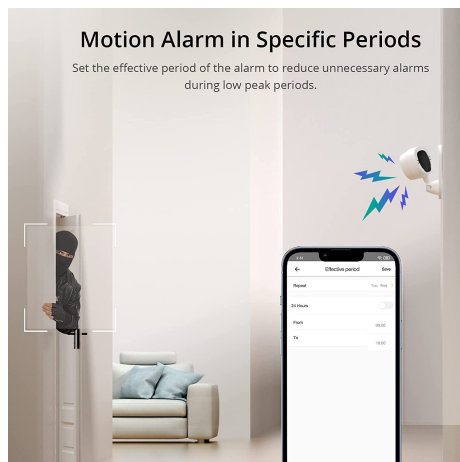 Motion Alarm in Specific Periods
Set the effective period of the alarm to reduce unnecessary alarms
during low peak periods.
Effective period
Save
Repeat
24 Hours
From
To